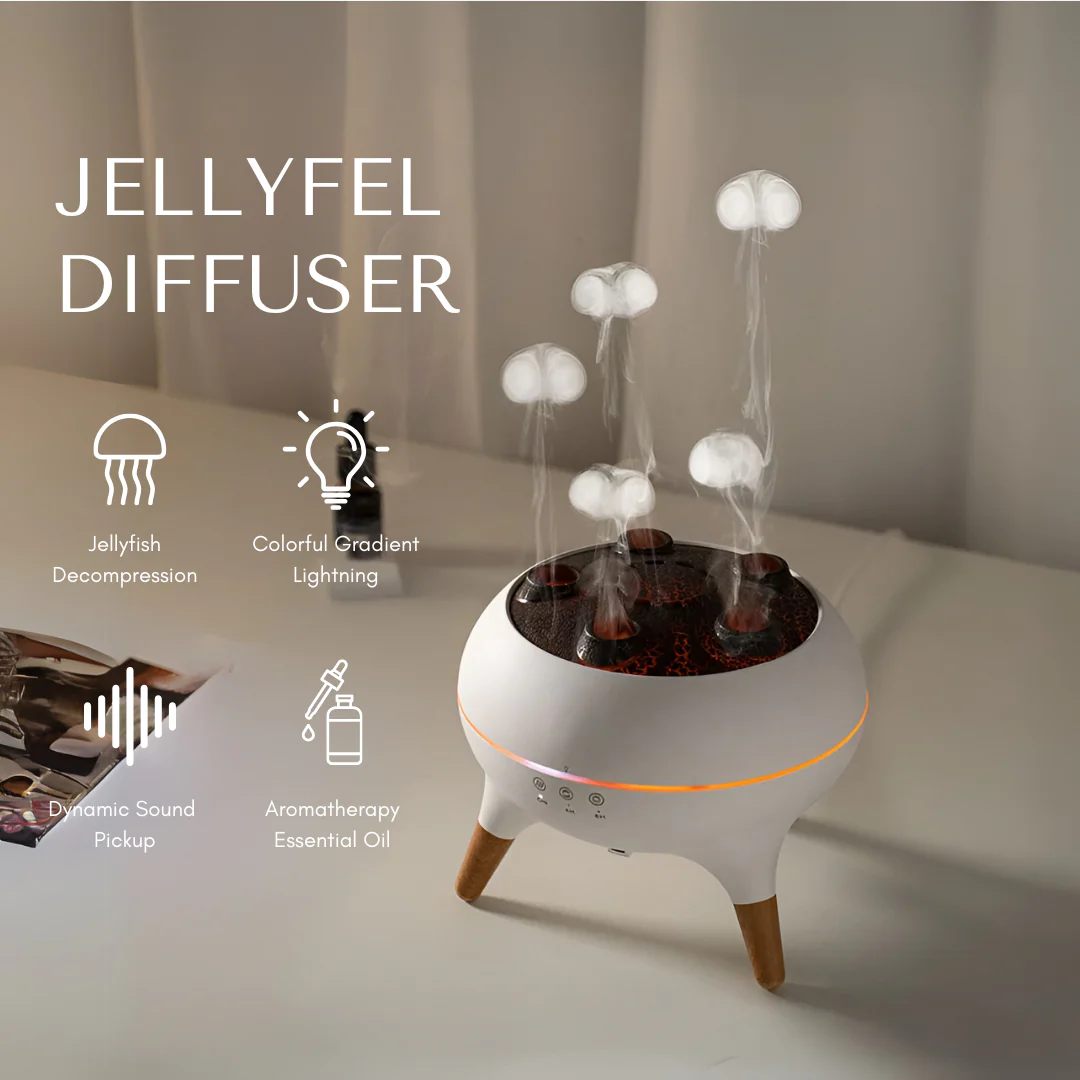 JELLYFEL
DIFFUSER
Jellyfish
Decompression
Colorful Gradient
Lightning
Dynamic Sound
Pickup
Aromatherapy
Essential Oil